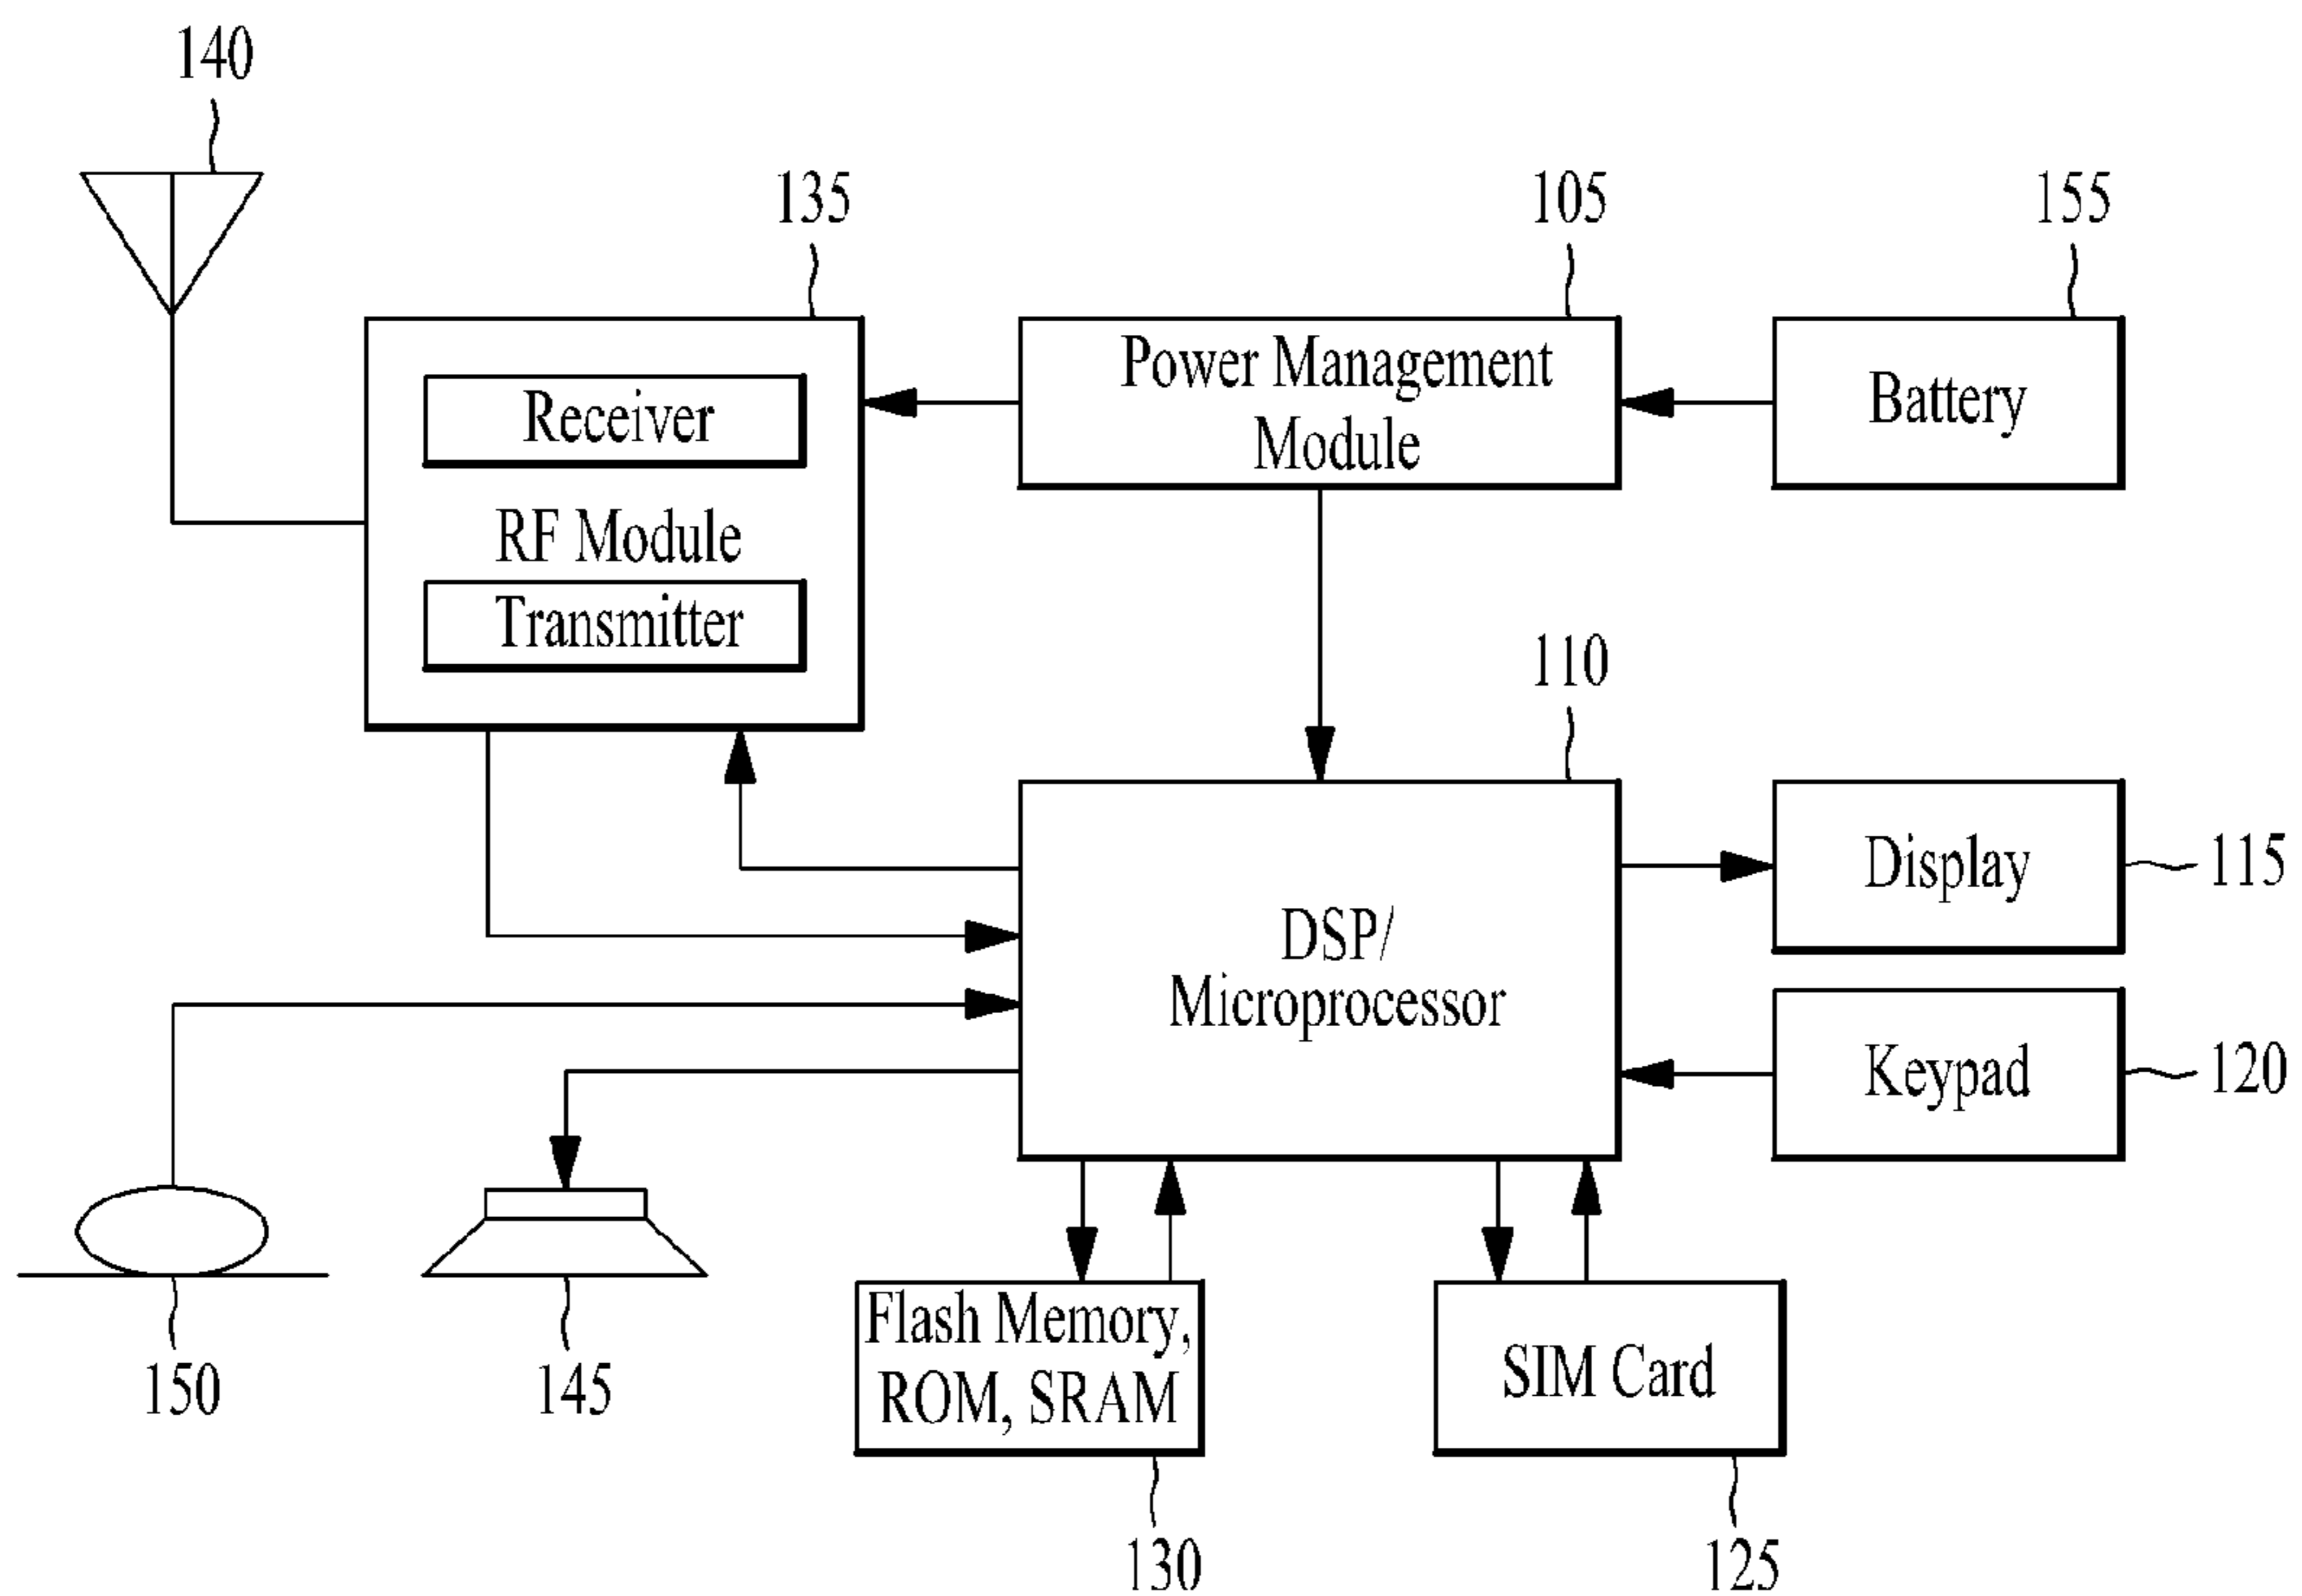 140
135
105
155
Receiver
RF Module
Transmitter
Power Management
Module
Battery
110
DSP/
Microprocessor
Display
115
Keypad
120
150
145
Flash Memory,
ROM, SRAM
130
SIM Card
125